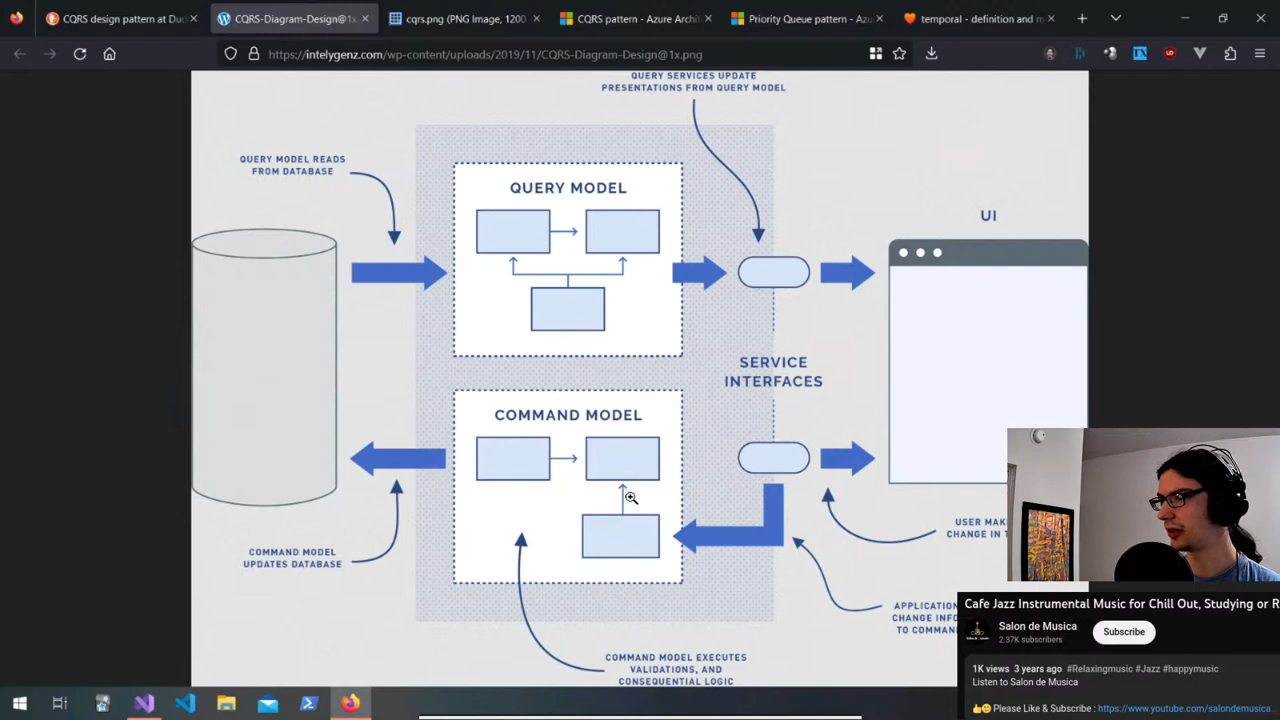 CQRS design pattern at Duc
CQRS-Diagram-Design@1x
cqrs.png (PNG Image, 1200
CQRS pattern - Azure Archit
Priority Queue pattern - Azu
temporal - definition and m
https://intelygenz.com/wp-content/uploads/2019/11/CQRS-Diagram-Design@1x.png
QUERY SERVICES UPDATE
PRESENTATIONS FROM QUERY MODEL
QUERY MODEL READS
FROM DATABASE
QUERY MODEL
UI
SERVICE
INTERFACES
COMMAND MODEL
USER MAK
CHANGE IN T
COMMAND MODEL
UPDATES DATABASE
APPLICATION
CHANGE INFO
TO COMMAN
COMMAND MODEL EXECUTES
VALIDATIONS, AND
CONSEQUENTIAL LOGIC
Cafe Jazz Instrumental Music for Chill Out, Studying or R
Salon de Musica
2.37K subscribers
Subscribe
1K views 3 years ago #Relaxingmusic #Jazz #happymusic
Listen to Salon de Musica
👍🙂 Please Like & Subscribe : https://www.youtube.com/salondemusica...